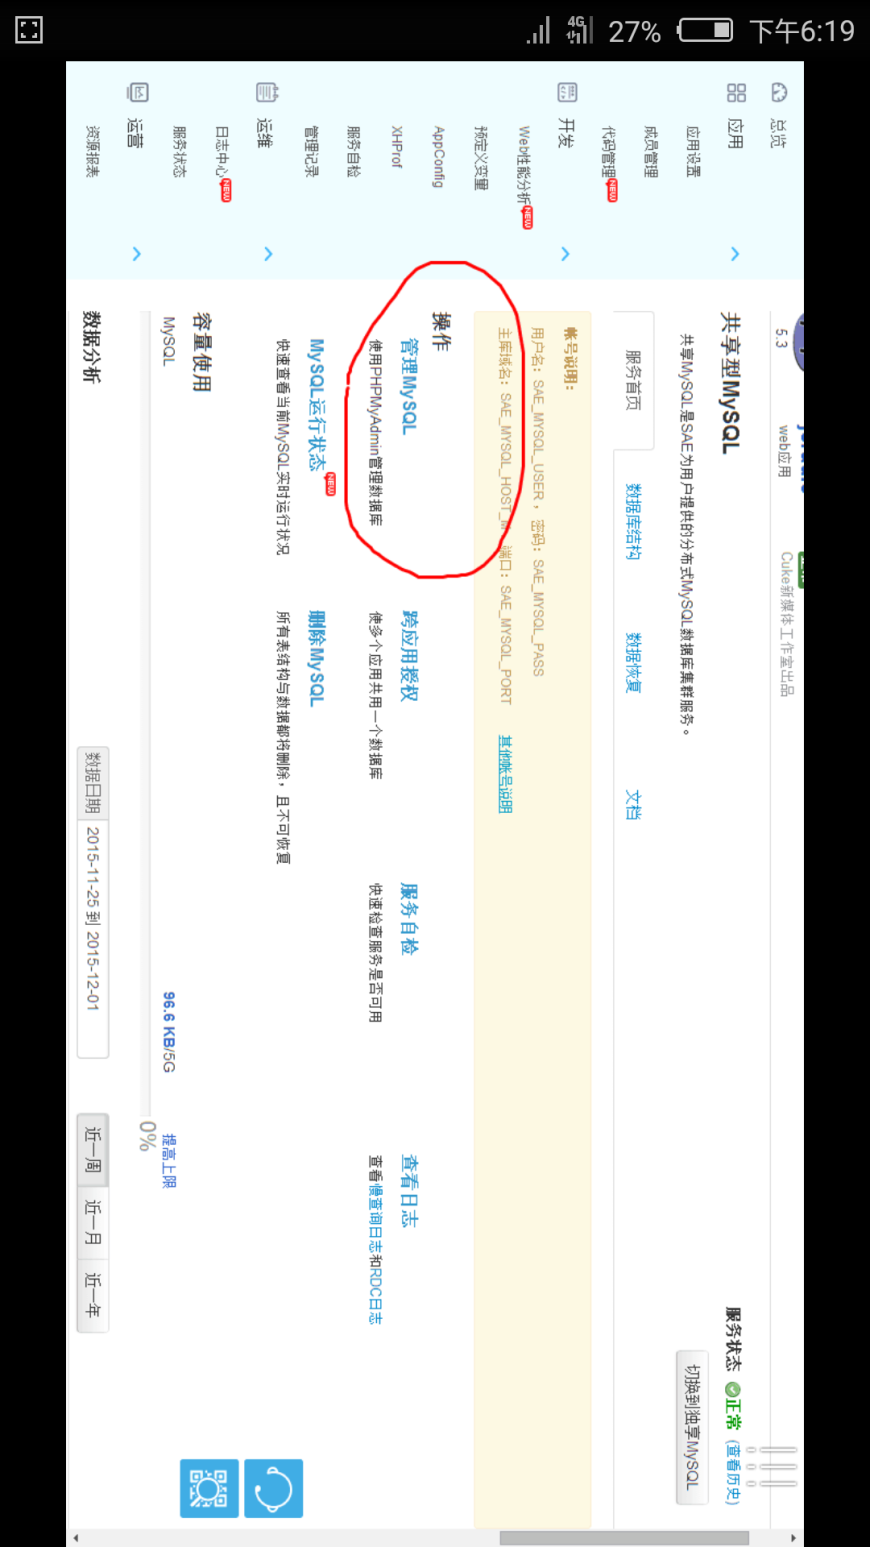 27% 下午6:19
4G
总览
应用
应用设置
成员管理
代码管理 NEW
开发
Web性能分析 NEW
预定义变量
AppConfig
XHProf
服务自检
管理记录
运维
日志中心 NEW
服务状态
运营
资源报表
5.3
web应用
Cuke新媒体工作室出品
共享型MySQL
服务状态 正常 (查看历史)
共享MySQL是SAE为用户提供的分布式MySQL数据库集群服务。
切换到独享MySQL
服务首页 数据库结构 数据恢复 文档
帐号说明:
用户名: SAE_MYSQL_USER , 密码: SAE_MYSQL_PASS
主库域名: SAE_MYSQL_HOST_ 端口: SAE_MYSQL_PORT 其他帐号说明
操作
管理MySQL 跨应用授权 服务自检 查看日志
使用PHPMyAdmin管理数据库 使多个应用共用一个数据库 快速检查服务是否可用 查看慢查询日志和RDC日志
MySQL运行状态 NEW 删除MySQL
快速查看当前MySQL实时运行状况 所有表结构与数据都将删除，且不可恢复
容量使用
MySQL 96.6 KB/5G 提高上限
0%
数据分析 数据日期 2015-11-25 到 2015-12-01 近一周 近一月 近一年